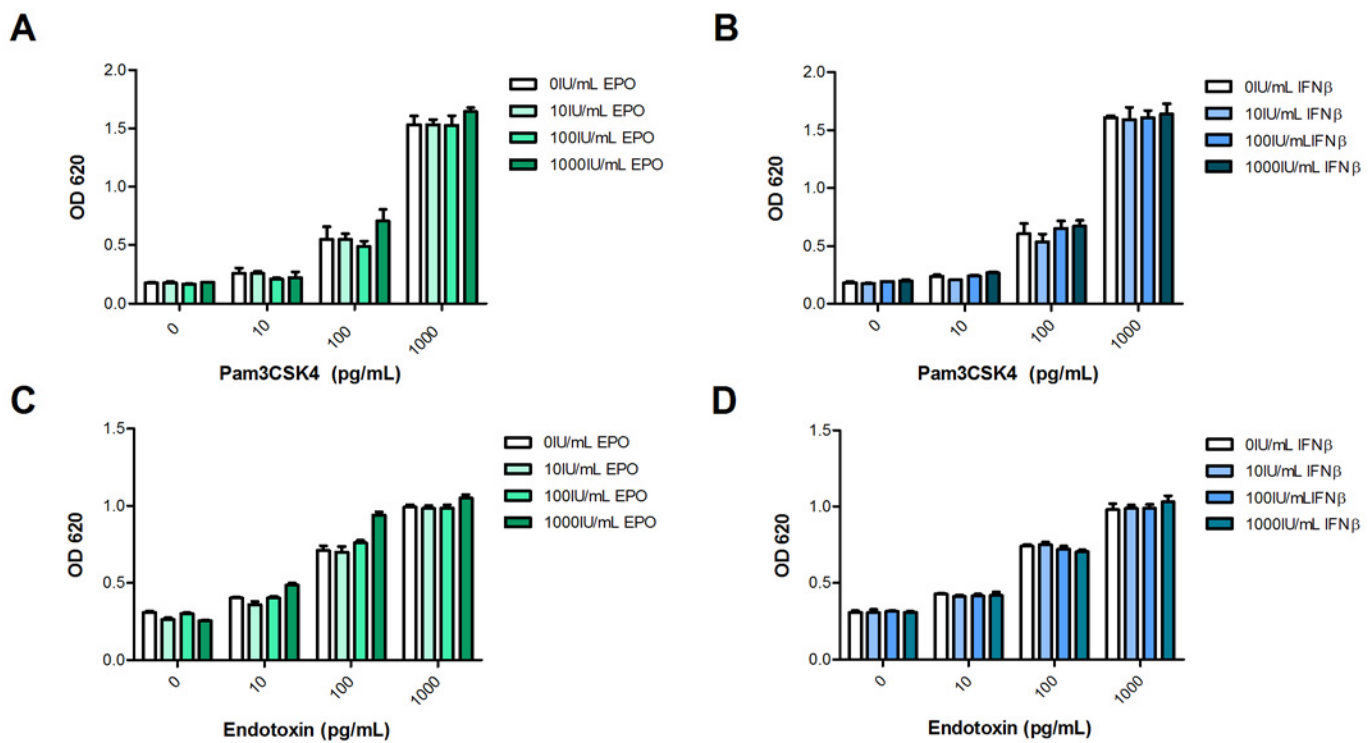 A
2.0
1.5
1.0
0.5
0.0
OD 620
0
10
100
1000
Pam3CSK4 (pg/mL)
0IU/mL EPO
10IU/mL EPO
100IU/mL EPO
1000IU/mL EPO
B
2.0
1.5
1.0
0.5
0.0
OD 620
0
10
100
1000
Pam3CSK4 (pg/mL)
0IU/mL IFNβ
10IU/mL IFNβ
100IU/mLIFNβ
1000IU/mL IFNβ
C
1.5
1.0
0.5
0.0
OD 620
0
10
100
1000
Endotoxin (pg/mL)
0IU/mL EPO
10IU/mL EPO
100IU/mL EPO
1000IU/mL EPO
D
1.5
1.0
0.5
0.0
OD 620
0
10
100
1000
Endotoxin (pg/mL)
0IU/mL IFNβ
10IU/mL IFNβ
100IU/mLIFNβ
1000IU/mL IFNβ